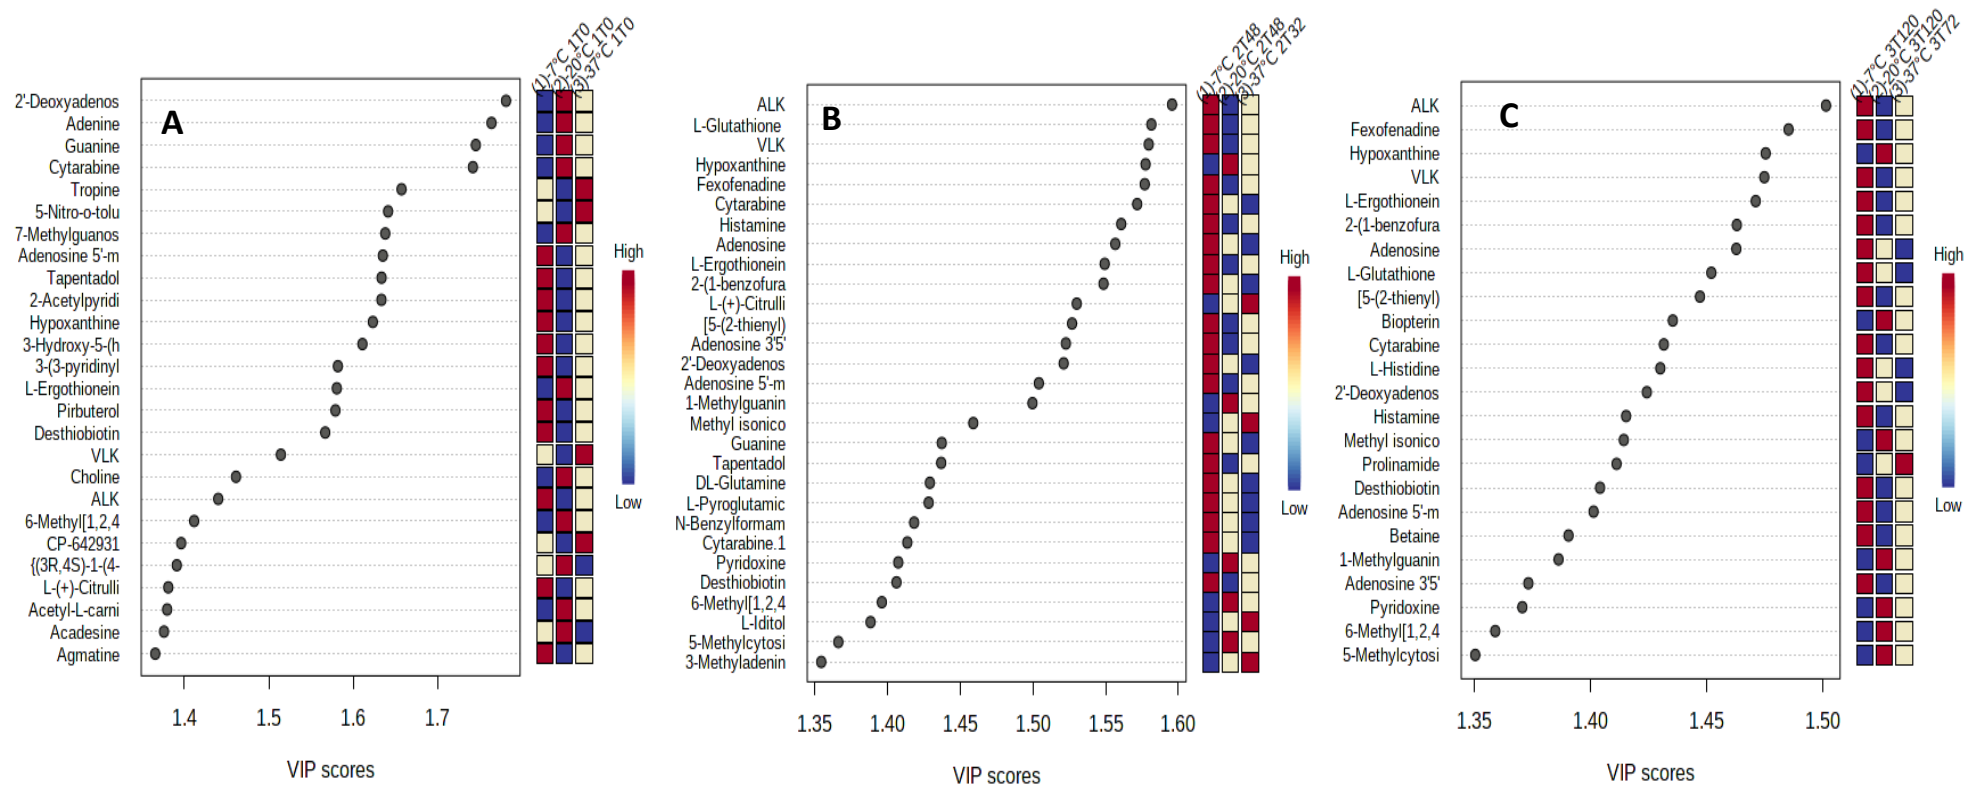 A
(1)-7°C 1T0
(2)-20°C 1T0
(3)-37°C 1T0
2'-Deoxyadenos
Adenine
Guanine
Cytarabine
Tropine
5-Nitro-o-tolu
7-Methylguanos
Adenosine 5'-m
Tapentadol
2-Acetylpyridi
Hypoxanthine
3-Hydroxy-5-(h
3-(3-pyridinyl
L-Ergothionein
Pirbuterol
Desthiobiotin
VLK
Choline
ALK
6-Methyl[1,2,4
CP-642931
{(3R,4S)-1-(4-
L-(+)-Citrulli
Acetyl-L-carni
Acadesine
Agmatine
High
Low
1.4 1.5 1.6 1.7
VIP scores
B
(1)-7°C 2T48
(2)-20°C 2T48
(3)-37°C 2T32
ALK
L-Glutathione
VLK
Hypoxanthine
Fexofenadine
Cytarabine
Histamine
Adenosine
L-Ergothionein
2-(1-benzofura
L-(+)-Citrulli
[5-(2-thienyl)
Adenosine 3'5'
2'-Deoxyadenos
Adenosine 5'-m
1-Methylguanin
Methyl isonico
Guanine
Tapentadol
DL-Glutamine
L-Pyroglutamic
N-Benzylformam
Cytarabine.1
Pyridoxine
Desthiobiotin
6-Methyl[1,2,4
L-Iditol
5-Methylcytosi
3-Methyladenin
High
Low
1.35 1.40 1.45 1.50 1.55 1.60
VIP scores
C
(1)-7°C 3T120
(2)-20°C 3T120
(3)-37°C 3T72
ALK
Fexofenadine
Hypoxanthine
VLK
L-Ergothionein
2-(1-benzofura
Adenosine
L-Glutathione
[5-(2-thienyl)
Biopterin
Cytarabine
L-Histidine
2'-Deoxyadenos
Histamine
Methyl isonico
Prolinamide
Desthiobiotin
Adenosine 5'-m
Betaine
1-Methylguanin
Adenosine 3'5'
Pyridoxine
6-Methyl[1,2,4
5-Methylcytosi
High
Low
1.35 1.40 1.45 1.50
VIP scores